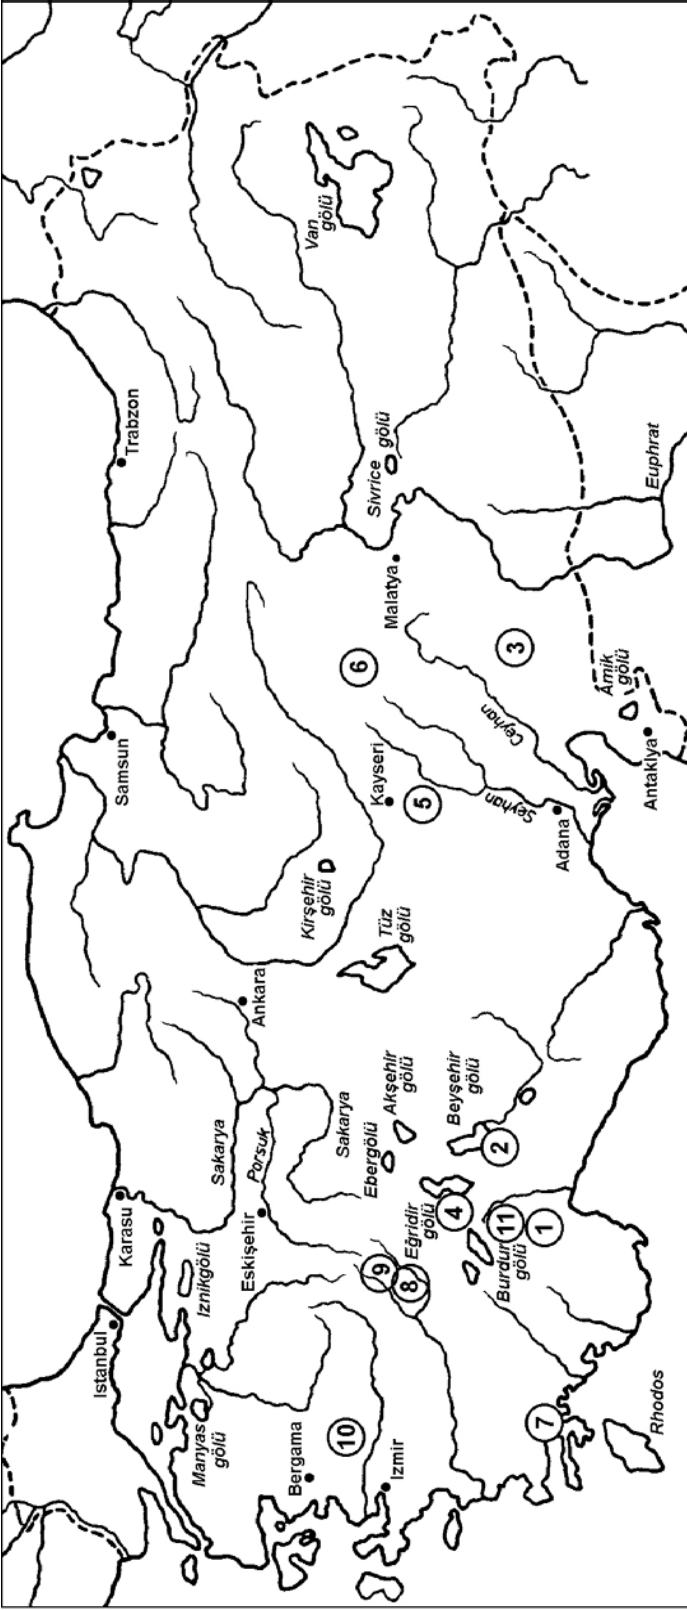 Istanbul
Karasu
Samsun
Trabzon
Manyas
gölü
Iznikgölü
Sakarya
Eskişehir
Porsuk
Ankara
Sakarya
Kirşehir
gölü
Van
gölü
Bergama
10
Izmir
9
8
Ebergölü
Akşehir
gölü
Tüz
gölü
Kayseri
5
6
Malatya
Sivrice
gölü
Eğridir
gölü
4
Beyşehir
gölü
2
Burdur
gölü
11
1
Seyhan
Ceyhan
3
Adana
7
Rhodos
Antakya
Amik
gölü
Euphrat